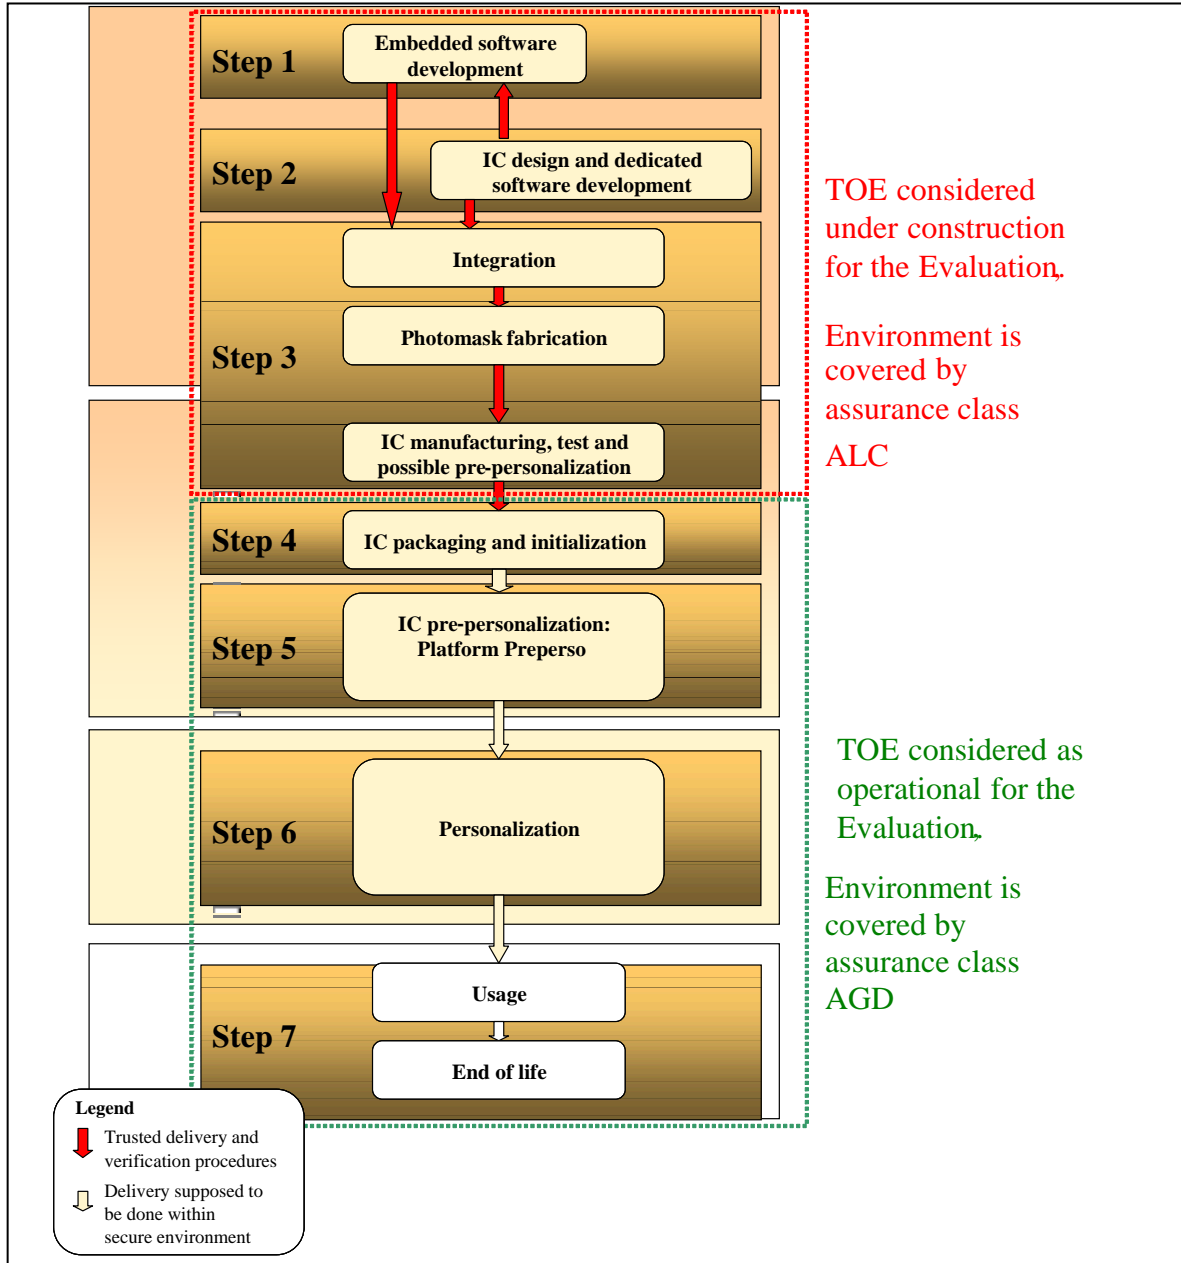 Step 1
Embedded software
development
Step 2
IC design and dedicated
software development
Step 3
Integration
Photomask fabrication
IC manufacturing, test and
possible pre-personalization
Step 4
IC packaging and initialization
Step 5
IC pre-personalization:
Platform Preperso
Step 6
Personalization
Step 7
Usage
End of life
TOE considered
under construction
for the Evaluation,.
Environment is
covered by
assurance class
ALC
TOE considered as
operational for the
Evaluation,.
Environment is
covered by
assurance class
AGD
Legend
Trusted delivery and
verification procedures
Delivery supposed to
be done within
secure environment